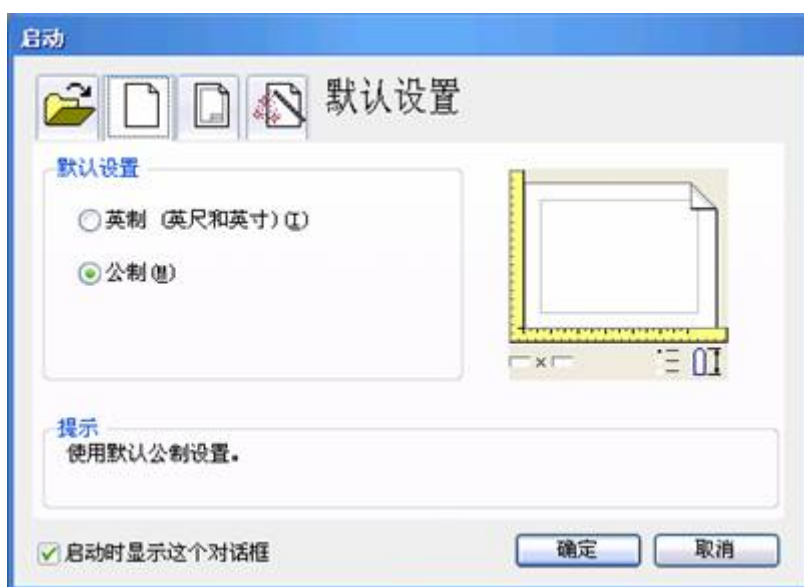 启动
默认设置
默认设置
英制 (英尺和英寸)(I)
公制(M)
提示
使用默认公制设置。
启动时显示这个对话框
确定
取消